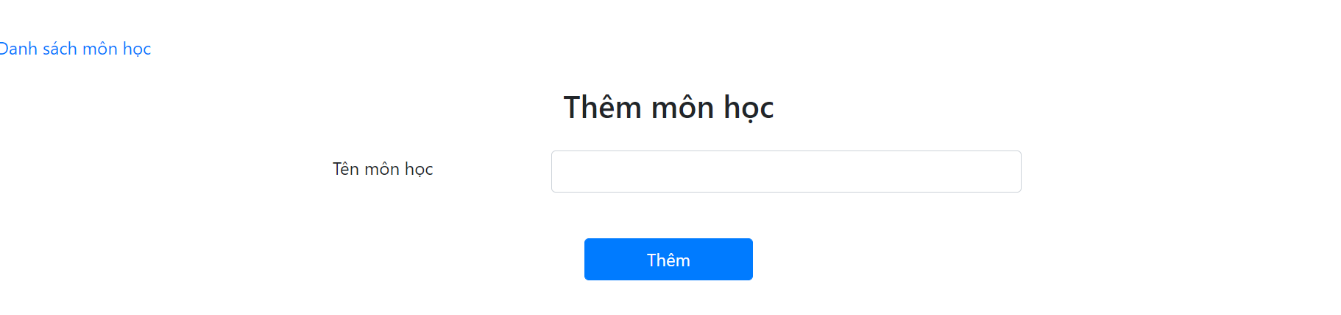 Danh sách môn học
Thêm môn học
Tên môn học
Thêm